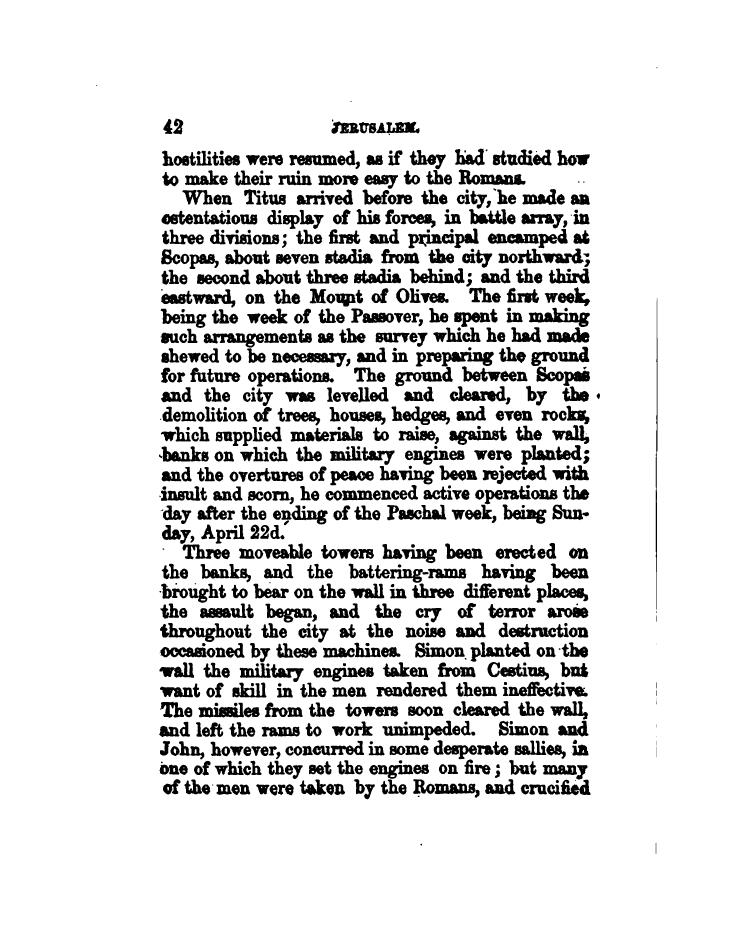 42 JERUSALEM.
hostilities were resumed, as if they had studied how
to make their ruin more easy to the Romans.
When Titus arrived before the city, he made an
ostentatious display of his forces, in battle array, in
three divisions; the first and principal encamped at
Scopas, about seven stadia from the city northward;
the second about three stadia behind; and the third
eastward, on the Mount of Olives. The first week,
being the week of the Passover, he spent in making
such arrangements as the survey which he had made
shewed to be necessary, and in preparing the ground
for future operations. The ground between Scopas
and the city was levelled and cleared, by the
demolition of trees, houses, hedges, and even rocks,
which supplied materials to raise, against the wall,
banks on which the military engines were planted;
and the overtures of peace having been rejected with
insult and scorn, he commenced active operations the
day after the ending of the Paschal week, being Sun-
day, April 22d.
Three moveable towers having been erected on
the banks, and the battering-rams having been
brought to bear on the wall in three different places,
the assault began, and the cry of terror arose
throughout the city at the noise and destruction
occasioned by these machines. Simon planted on the
wall the military engines taken from Cestius, but
want of skill in the men rendered them ineffective.
The missiles from the towers soon cleared the wall,
and left the rams to work unimpeded. Simon and
John, however, concurred in some desperate sallies, in
one of which they set the engines on fire; but many
of the men were taken by the Romans, and crucified